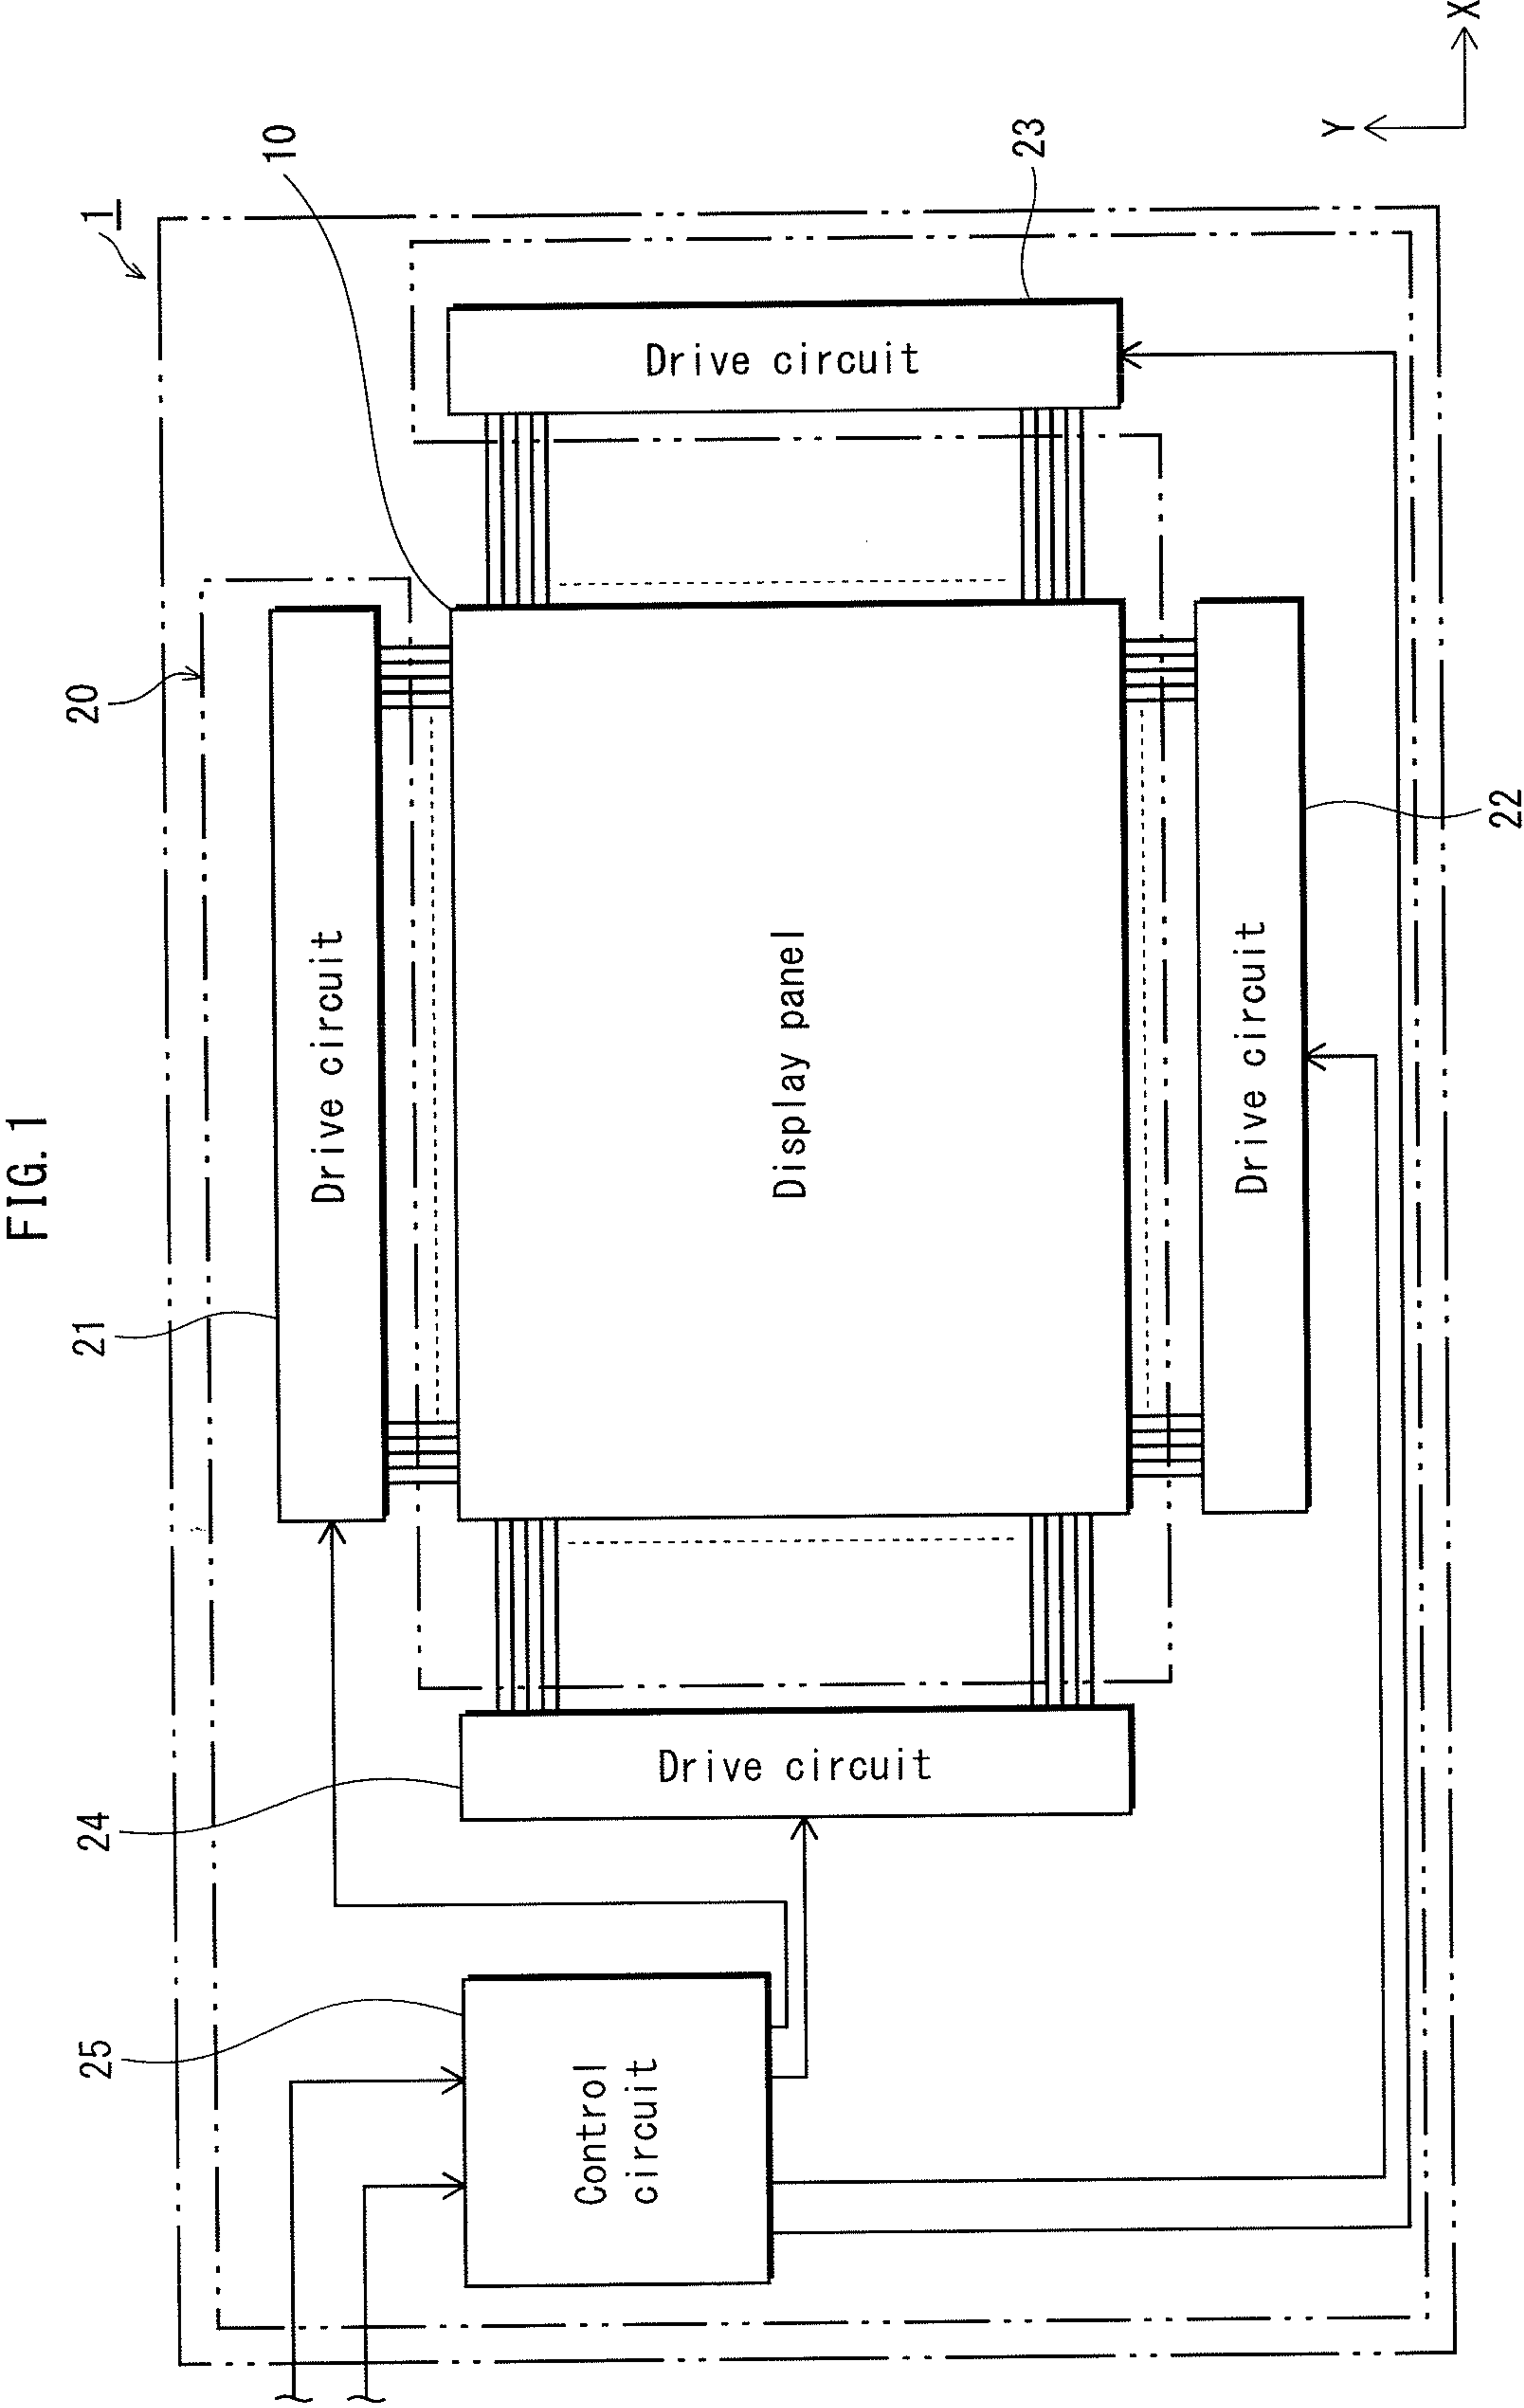 FIG. 1
1
20
21
Drive circuit
10
24
Drive circuit
Display panel
Drive circuit
23
25
Control
circuit
Drive circuit
22
Y
X